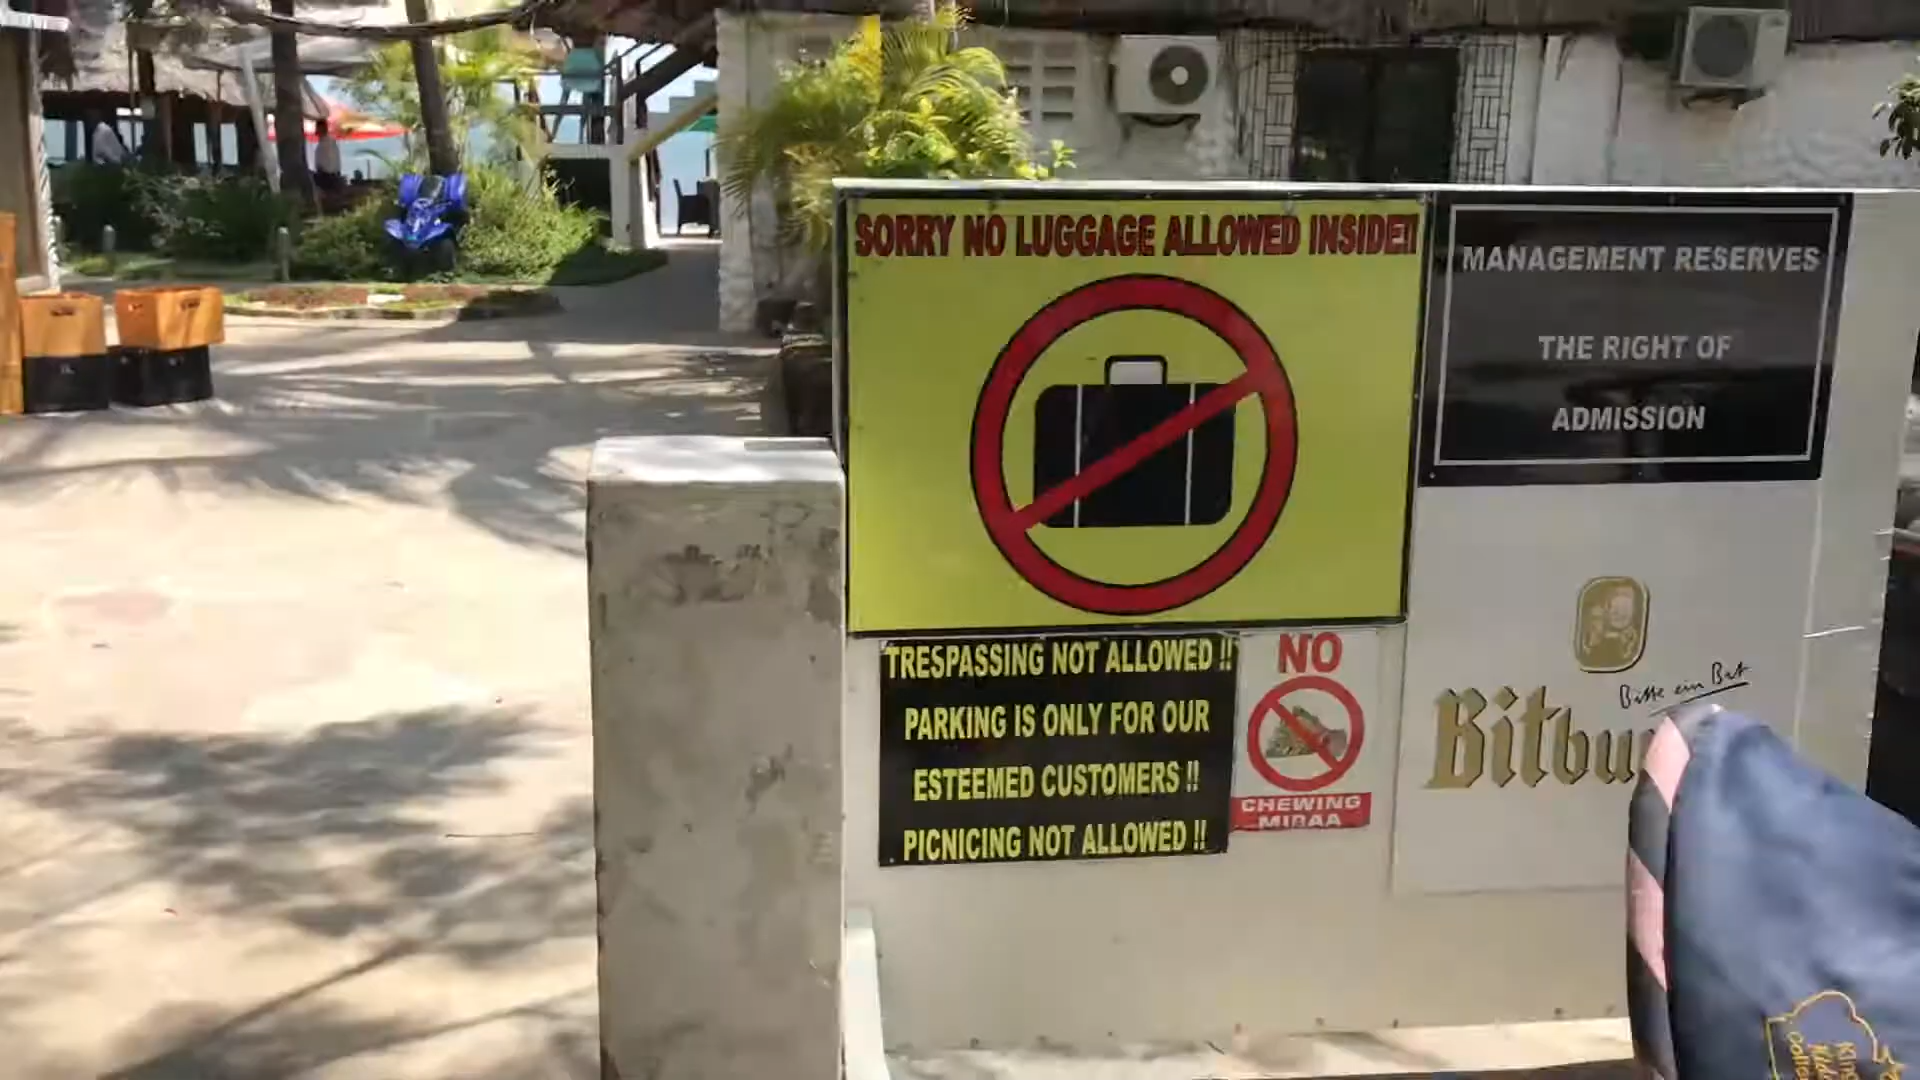 SORRY NO LUGGAGE ALLOWED INSIDE!!
MANAGEMENT RESERVES
THE RIGHT OF
ADMISSION
TRESPASSING NOT ALLOWED !!
PARKING IS ONLY FOR OUR
ESTEEMED CUSTOMERS !!
PICNICING NOT ALLOWED !!
NO
CHEWING
MIRAA
Bitte ein Bit
Bitbu